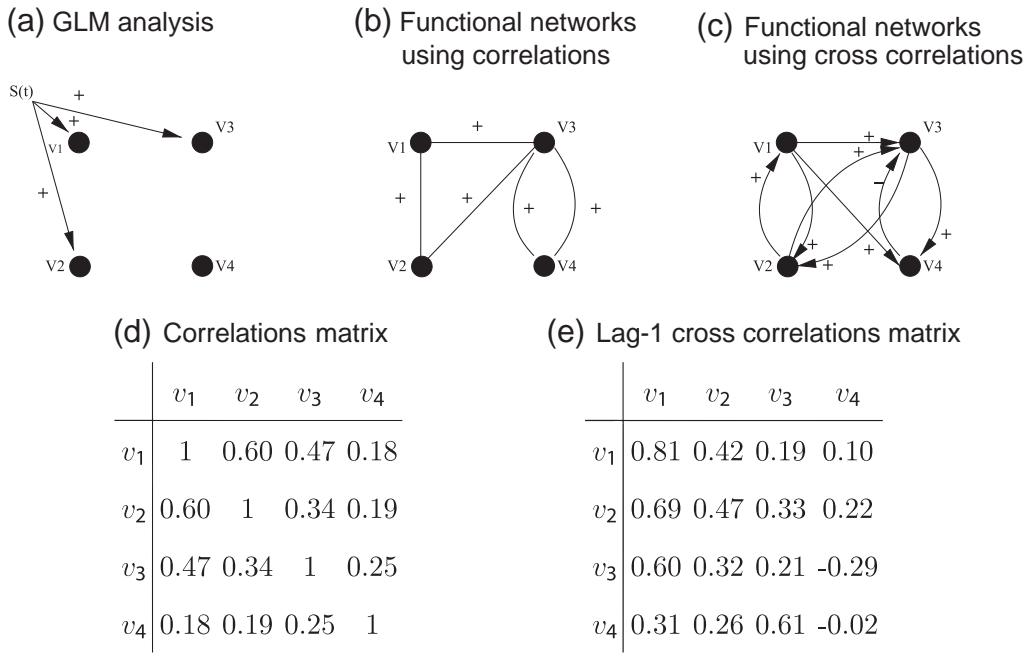 (a) GLM analysis
S(t)
+
+
V1
V3
+
V2
V4
(b) Functional networks
using correlations
V1
+
V3
+
+
+
+
V2
V4
(c) Functional networks
using cross correlations
V1
+
V3
+
+
–
+
+
+
+
V2
V4
(d) Correlations matrix
v1 v2 v3 v4
v1 1 0.60 0.47 0.18
v2 0.60 1 0.34 0.19
v3 0.47 0.34 1 0.25
v4 0.18 0.19 0.25 1
(e) Lag-1 cross correlations matrix
v1 v2 v3 v4
v1 0.81 0.42 0.19 0.10
v2 0.69 0.47 0.33 0.22
v3 0.60 0.32 0.21 -0.29
v4 0.31 0.26 0.61 -0.02